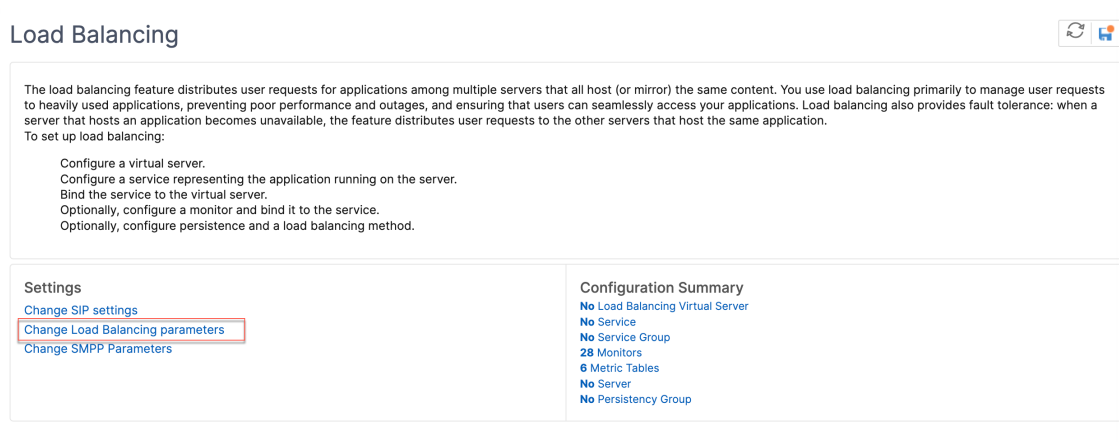 Load Balancing
The load balancing feature distributes user requests for applications among multiple servers that all host (or mirror) the same content. You use load balancing primarily to manage user requests
to heavily used applications, preventing poor performance and outages, and ensuring that users can seamlessly access your applications. Load balancing also provides fault tolerance: when a
server that hosts an application becomes unavailable, the feature distributes user requests to the other servers that host the same application.
To set up load balancing:
Configure a virtual server.
Configure a service representing the application running on the server.
Bind the service to the virtual server.
Optionally, configure a monitor and bind it to the service.
Optionally, configure persistence and a load balancing method.
Settings
Change SIP settings
Change Load Balancing parameters
Change SMPP Parameters
Configuration Summary
No Load Balancing Virtual Server
No Service
No Service Group
28 Monitors
6 Metric Tables
No Server
No Persistency Group